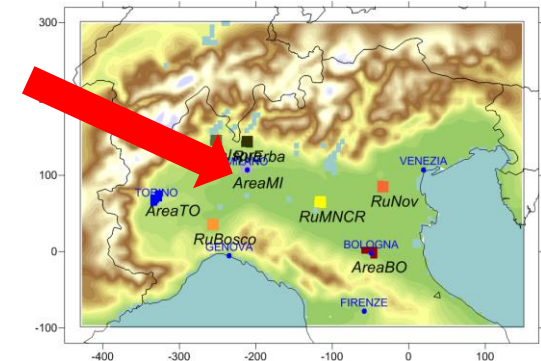 300
100
0
-100
-400
-300
-200
-100
0
100
Erba
MILANO
AreaMI
VENEZIA
TORINO
AreaTO
RuNov
RuMNCR
RuBosco
GENOVA
BOLOGNA
AreaBO
FIRENZE